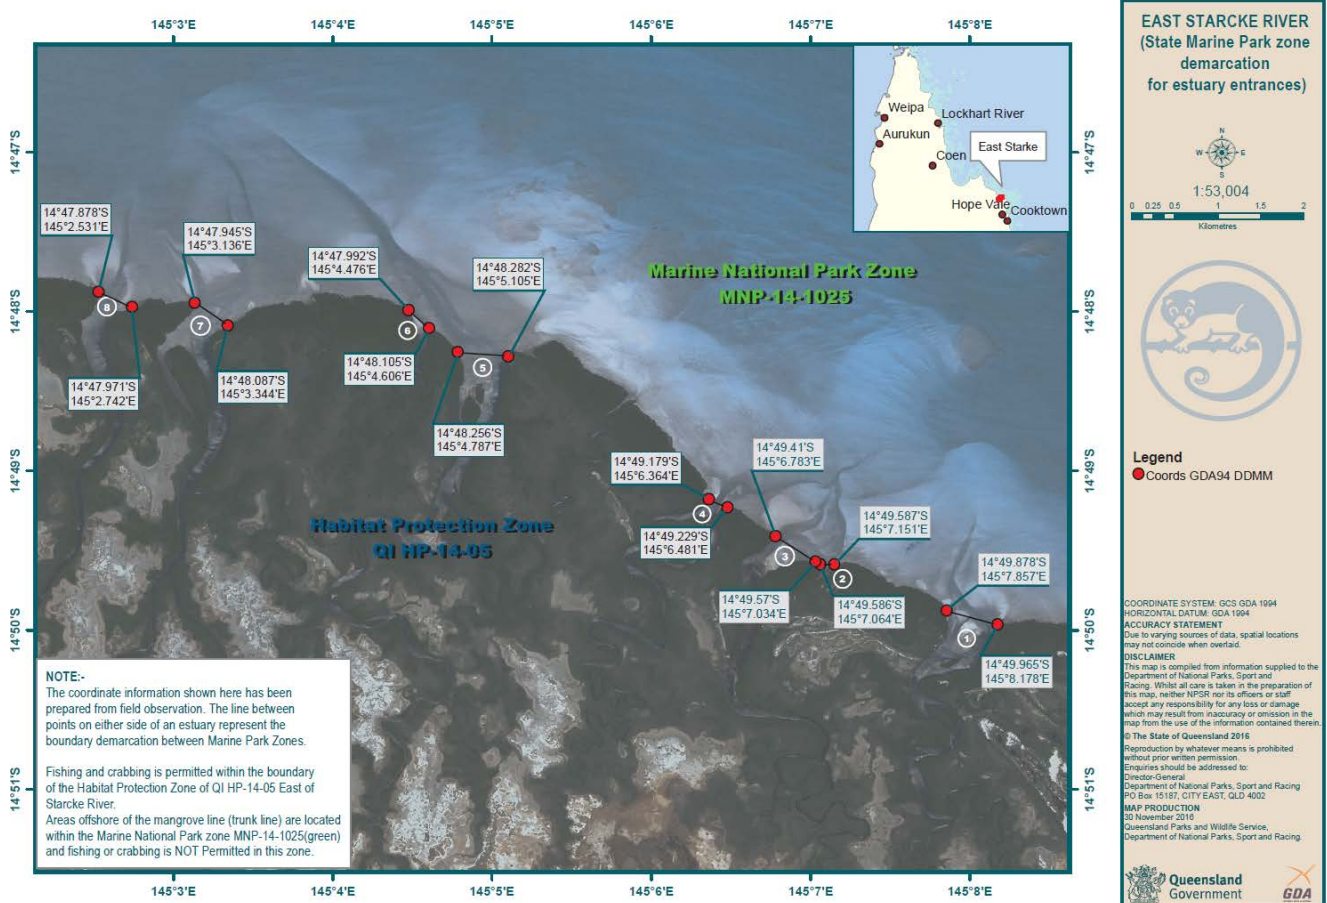 145°3'E
145°4'E
145°5'E
145°6'E
145°7'E
145°8'E
14°47'S
14°48'S
14°49'S
14°50'S
14°51'S
14°47'S
14°48'S
14°49'S
14°50'S
14°51'S
14°47.878'S
145°2.531'E
14°47.945'S
145°3.136'E
14°47.992'S
145°4.476'E
14°48.282'S
145°5.105'E
8
7
6
5
14°47.971'S
145°2.742'E
14°48.087'S
145°3.344'E
14°48.105'S
145°4.606'E
14°48.256'S
145°4.787'E
Marine National Park Zone
MNP-14-1025
Weipa
Lockhart River
Aurukun
Coen
East Starke
Hope Vale
Cooktown
14°49.179'S
145°6.364'E
14°49.41'S
145°6.783'E
14°49.587'S
145°7.151'E
14°49.878'S
145°7.857'E
4
3
2
1
14°49.229'S
145°6.481'E
14°49.57'S
145°7.034'E
14°49.586'S
145°7.064'E
14°49.965'S
145°8.178'E
Habitat Protection Zone
QI HP-14-05
NOTE:-
The coordinate information shown here has been
prepared from field observation. The line between
points on either side of an estuary represent the
boundary demarcation between Marine Park Zones.
Fishing and crabbing is permitted within the boundary
of the Habitat Protection Zone of QI HP-14-05 East of
Starcke River.
Areas offshore of the mangrove line (trunk line) are located
within the Marine National Park zone MNP-14-1025(green)
and fishing or crabbing is NOT Permitted in this zone.
145°3'E
145°4'E
145°5'E
145°6'E
145°7'E
145°8'E
EAST STARCKE RIVER
(State Marine Park zone
demarcation
for estuary entrances)
N
W
E
S
1:53,004
0 0.25 0.5 1 1.5 2
Kilometres
Legend
Coords GDA94 DDMM
COORDINATE SYSTEM: GCS GDA 1994
HORIZONTAL DATUM: GDA 1994
ACCURACY STATEMENT
Due to varying sources of data, spatial locations
may not coincide when overlaid.
DISCLAIMER
This map is compiled from information supplied to the
Department of National Parks, Sport and
Racing. Whilst all care is taken in the preparation of
this map, neither NPSR nor its officers or staff
accept any responsibility for any loss or damage
which may result from inaccuracy or omission in the
map from the use of the information contained therein.
© The State of Queensland 2016
Reproduction by whatever means is prohibited
without prior written permission.
Enquiries should be addressed to:
Director-General
Department of National Parks, Sport and Racing
PO Box 15187, CITY EAST, QLD 4002
MAP PRODUCTION
30 November 2016
Queensland Parks and Wildlife Service,
Department of National Parks, Sport and Racing.
Queensland
Government
GDA